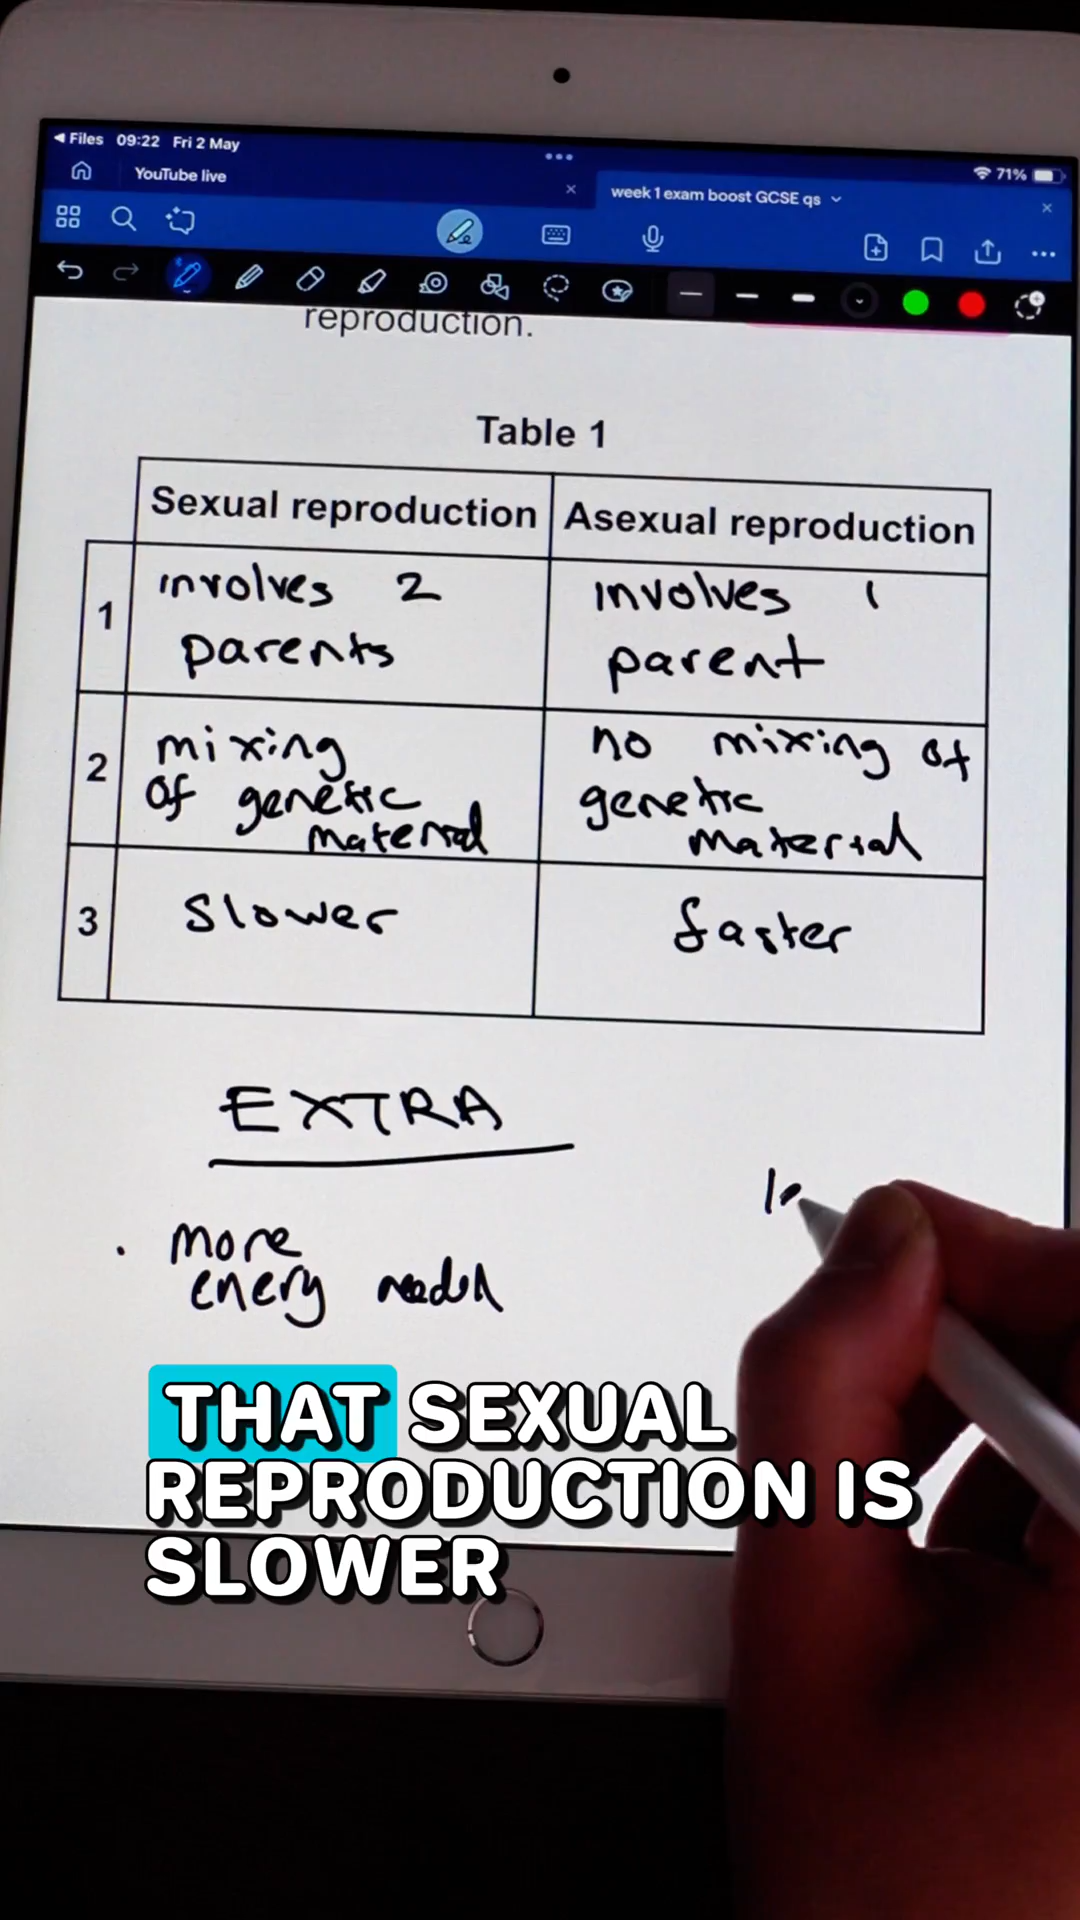 Files 09:22 Fri 2 May
71%
YouTube live
week 1 exam boost GCSE qs
reproduction.
Table 1
Sexual reproduction
Asexual reproduction
1
involves 2
parents
involves 1
parent
2
mixing
of genetic
material
no mixing of
genetic
material
3
slower
faster
EXTRA
• more
energy needed
THAT SEXUAL
REPRODUCTION IS
SLOWER